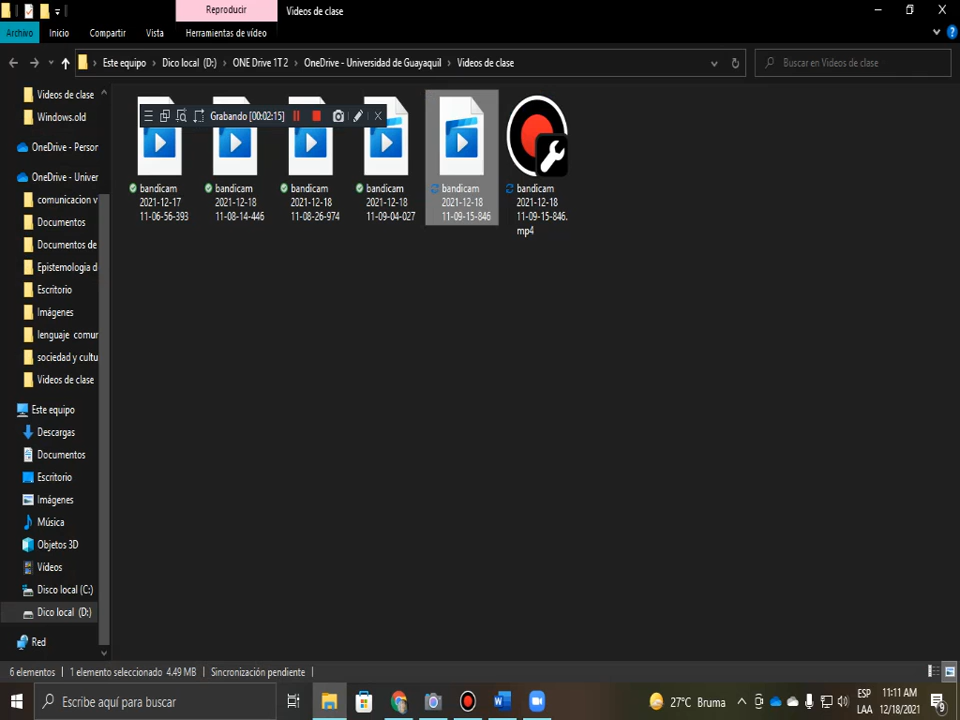 Reproducir
Videos de clase
Archivo
Inicio
Compartir
Vista
Herramientas de vídeo
Este equipo
Dico local (D:)
ONE Drive 1T 2
OneDrive - Universidad de Guayaquil
Videos de clase
Buscar en Videos de clase
Videos de clase
Windows.old
OneDrive - Person
OneDrive - Univer
comunicacion v
Documentos
Documentos de
Epistemologia d
Escritorio
Imágenes
lenguaje comur
sociedad y cultu
Videos de clase
Este equipo
Descargas
Documentos
Escritorio
Imágenes
Música
Objetos 3D
Vídeos
Disco local (C:)
Dico local (D:)
Red
Grabando [00:02:15]
bandicam
2021-12-17
11-06-56-393
bandicam
2021-12-18
11-08-14-446
bandicam
2021-12-18
11-08-26-974
bandicam
2021-12-18
11-09-04-027
bandicam
2021-12-18
11-09-15-846
bandicam
2021-12-18
11-09-15-846.
mp4
6 elementos
1 elemento seleccionado 4.49 MB
Sincronización pendiente
Escribe aquí para buscar
27°C Bruma
ESP
LAA
11:11 AM
12/18/2021
9